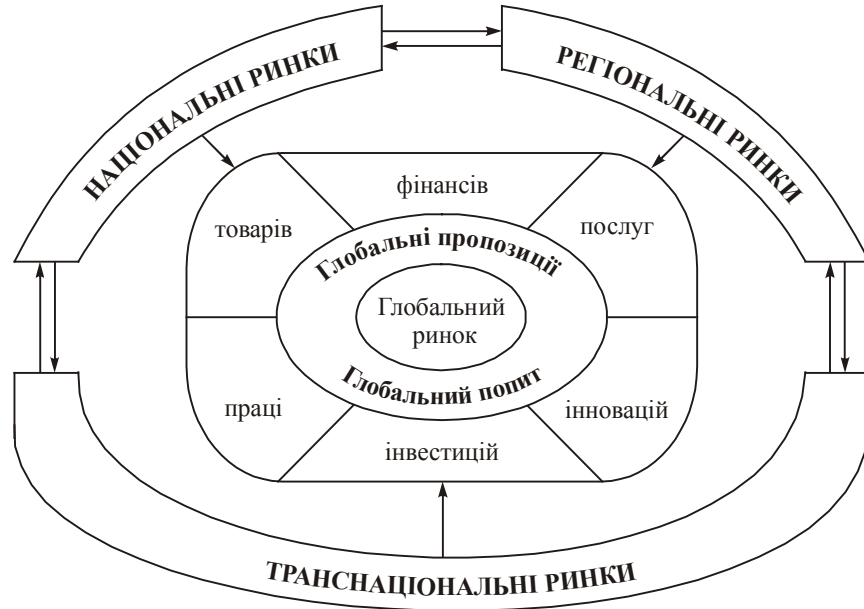 НАЦІОНАЛЬНІ РИНКИ
РЕГІОНАЛЬНІ РИНКИ
фінансів
товарів
послуг
Глобальні пропозиції
Глобальний
ринок
Глобальний попит
праці
інновацій
інвестицій
ТРАНСНАЦІОНАЛЬНІ РИНКИ